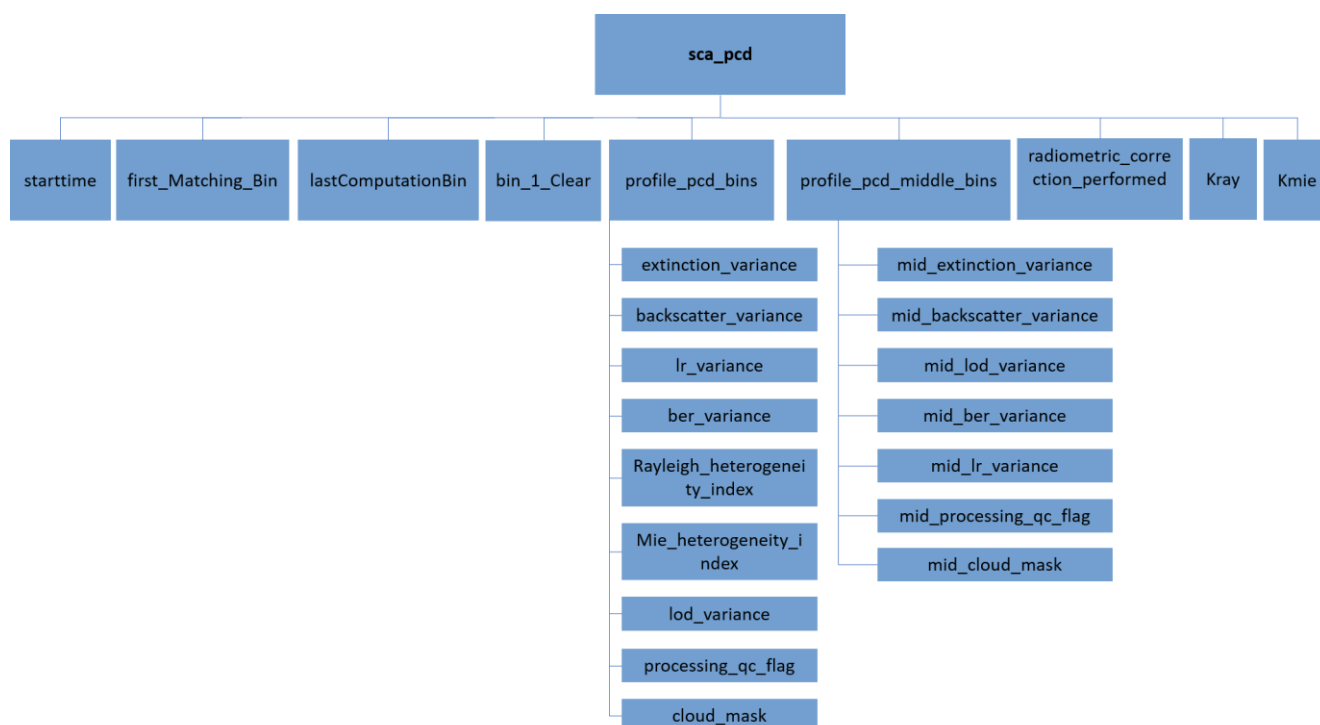 sca_pcd
starttime
first_Matching_Bin
lastComputationBin
bin_1_Clear
profile_pcd_bins
profile_pcd_middle_bins
radiometric_corre
ction_performed
Kray
Kmie
extinction_variance
backscatter_variance
lr_variance
ber_variance
Rayleigh_heterogenei
ty_index
Mie_heterogeneity_i
ndex
lod_variance
processing_qc_flag
cloud_mask
mid_extinction_variance
mid_backscatter_variance
mid_lod_variance
mid_ber_variance
mid_lr_variance
mid_processing_qc_flag
mid_cloud_mask